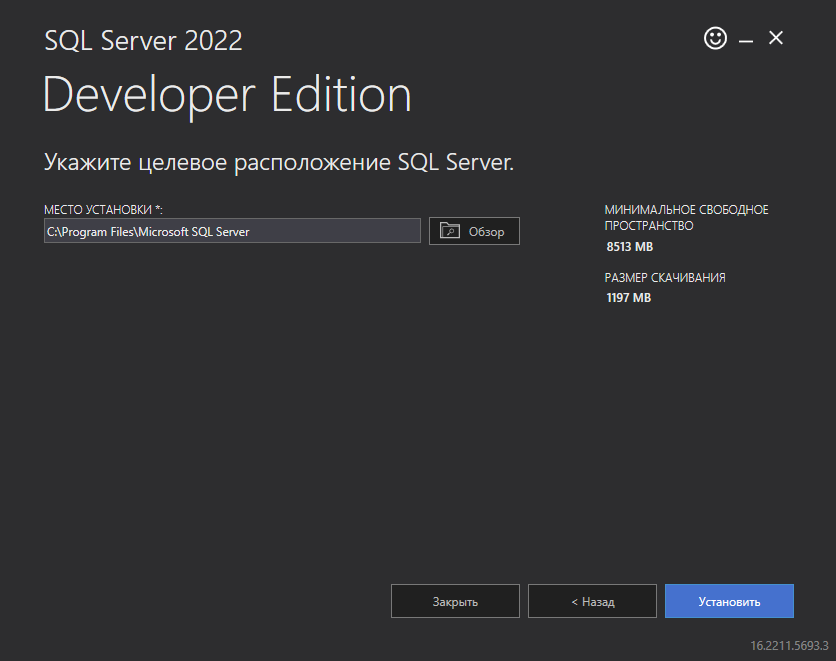 SQL Server 2022
Developer Edition
Укажите целевое расположение SQL Server.
МЕСТО УСТАНОВКИ *:
C:\Program Files\Microsoft SQL Server
Обзор
МИНИМАЛЬНОЕ СВОБОДНОЕ
ПРОСТРАНСТВО
8513 MB
РАЗМЕР СКАЧИВАНИЯ
1197 MB
Закрыть
< Назад
Установить
16.2211.5693.3